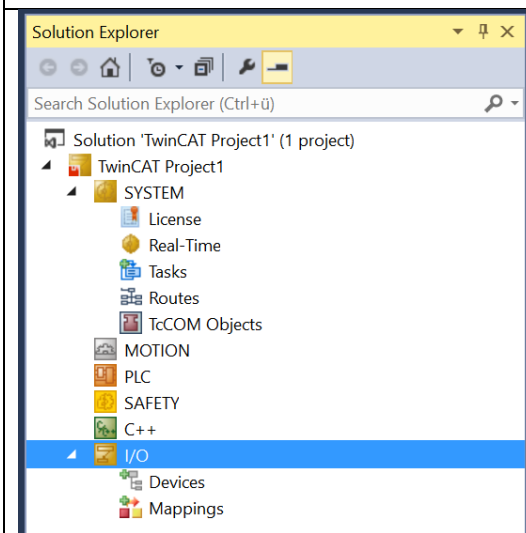 Solution Explorer
Search Solution Explorer (Ctrl+ü)
Solution 'TwinCAT Project1' (1 project)
TwinCAT Project1
SYSTEM
License
Real-Time
Tasks
Routes
TcCOM Objects
MOTION
PLC
SAFETY
C++
I/O
Devices
Mappings